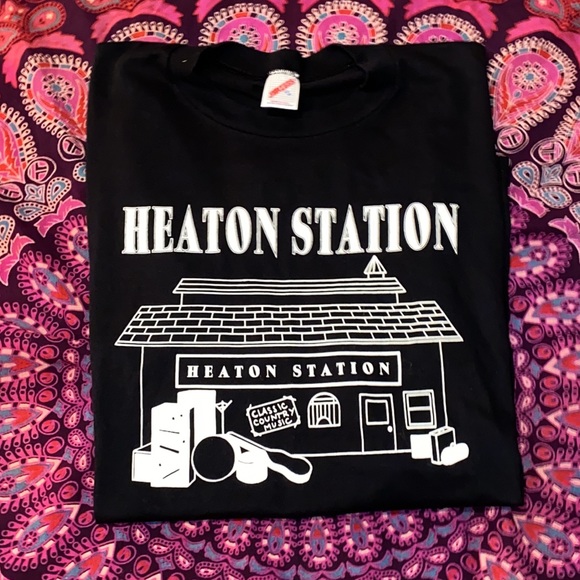 HEATON STATION
HEATON STATION
CLASSIC
COUNTRY
MUSIC